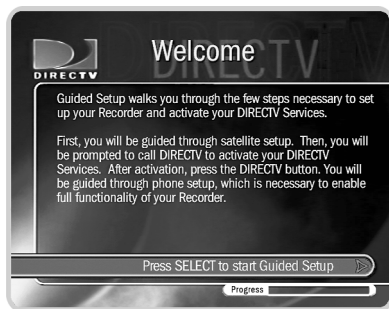 DIRECTV
Welcome
DIRECTV
Guided Setup walks you through the few steps necessary to set
up your Recorder and activate your DIRECTV Services.
First, you will be guided through satellite setup. Then, you will
be prompted to call DIRECTV to activate your DIRECTV
Services. After activation, press the DIRECTV button. You will
be guided through phone setup, which is necessary to enable
full functionality of your Recorder.
Press SELECT to start Guided Setup
Progress